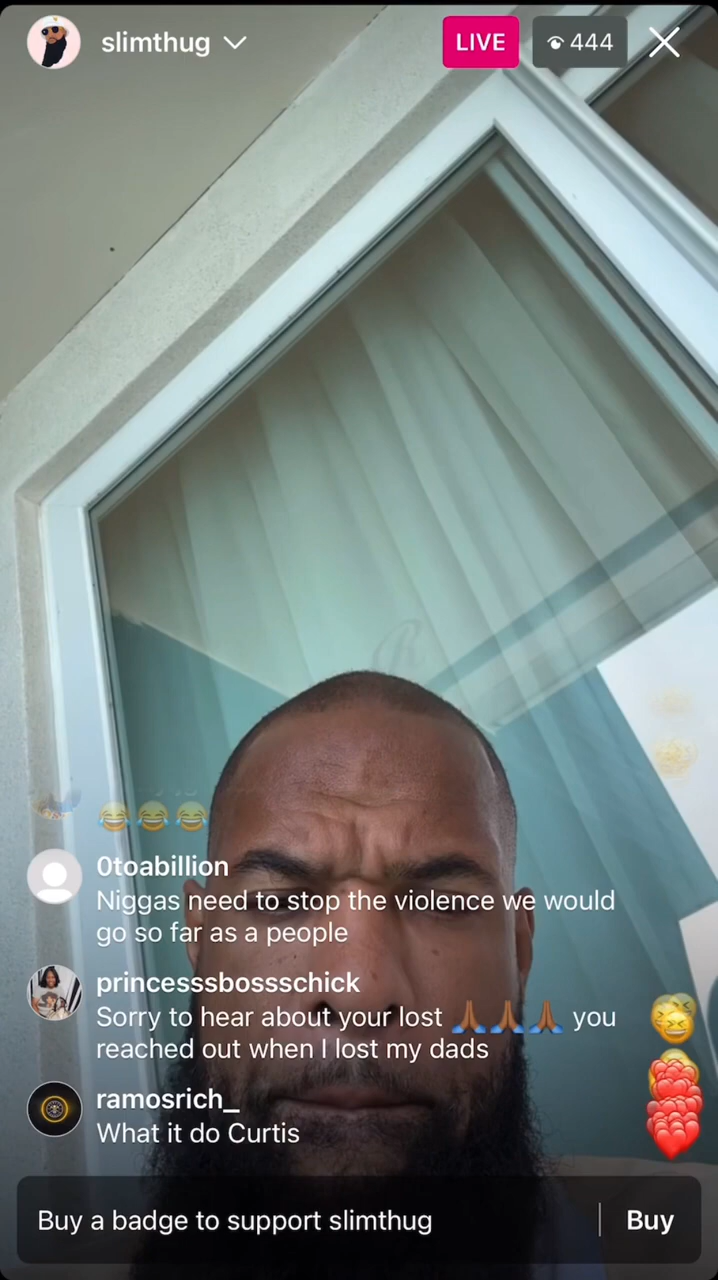 slimthug
LIVE
444
😂😂😂
0toabillion
Niggas need to stop the violence we would
go so far as a people
princesssbossschick
Sorry to hear about your lost 🙏🏾🙏🏾🙏🏾 you
reached out when I lost my dads
ramosrich_
What it do Curtis
Buy a badge to support slimthug
Buy